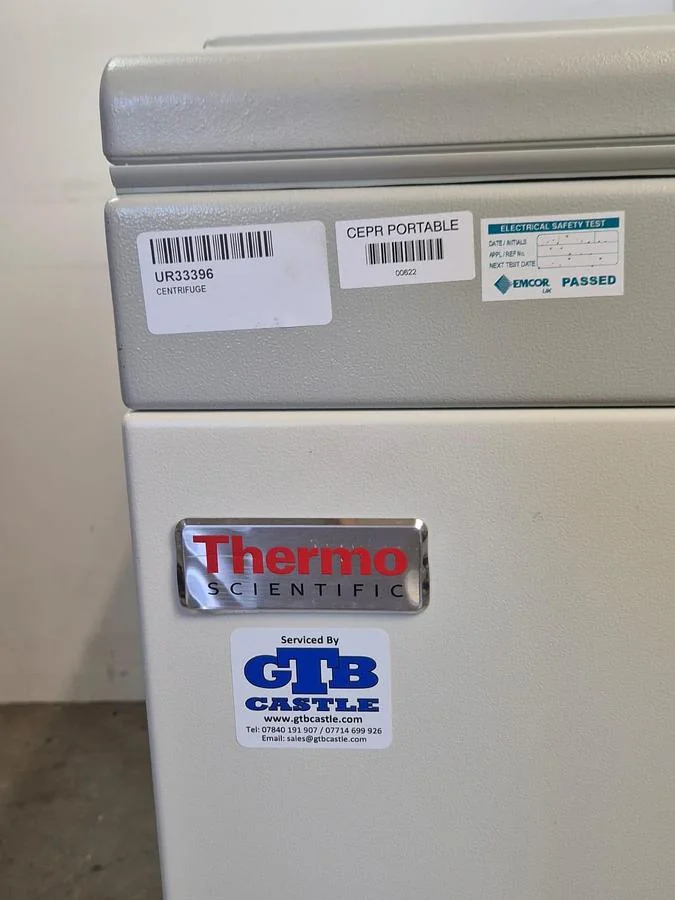 UR33396
CENTRIFUGE
CEPR PORTABLE
00622
ELECTRICAL SAFETY TEST
DATE / INITIALS
APPL / REF No.
NEXT TEST DATE
EMCOR
UK
PASSED
Thermo
SCIENTIFIC
Serviced By
GTB
CASTLE
www.gtbcastle.com
Tel: 07840 191 907 / 07714 699 926
Email: sales@gtbcastle.com